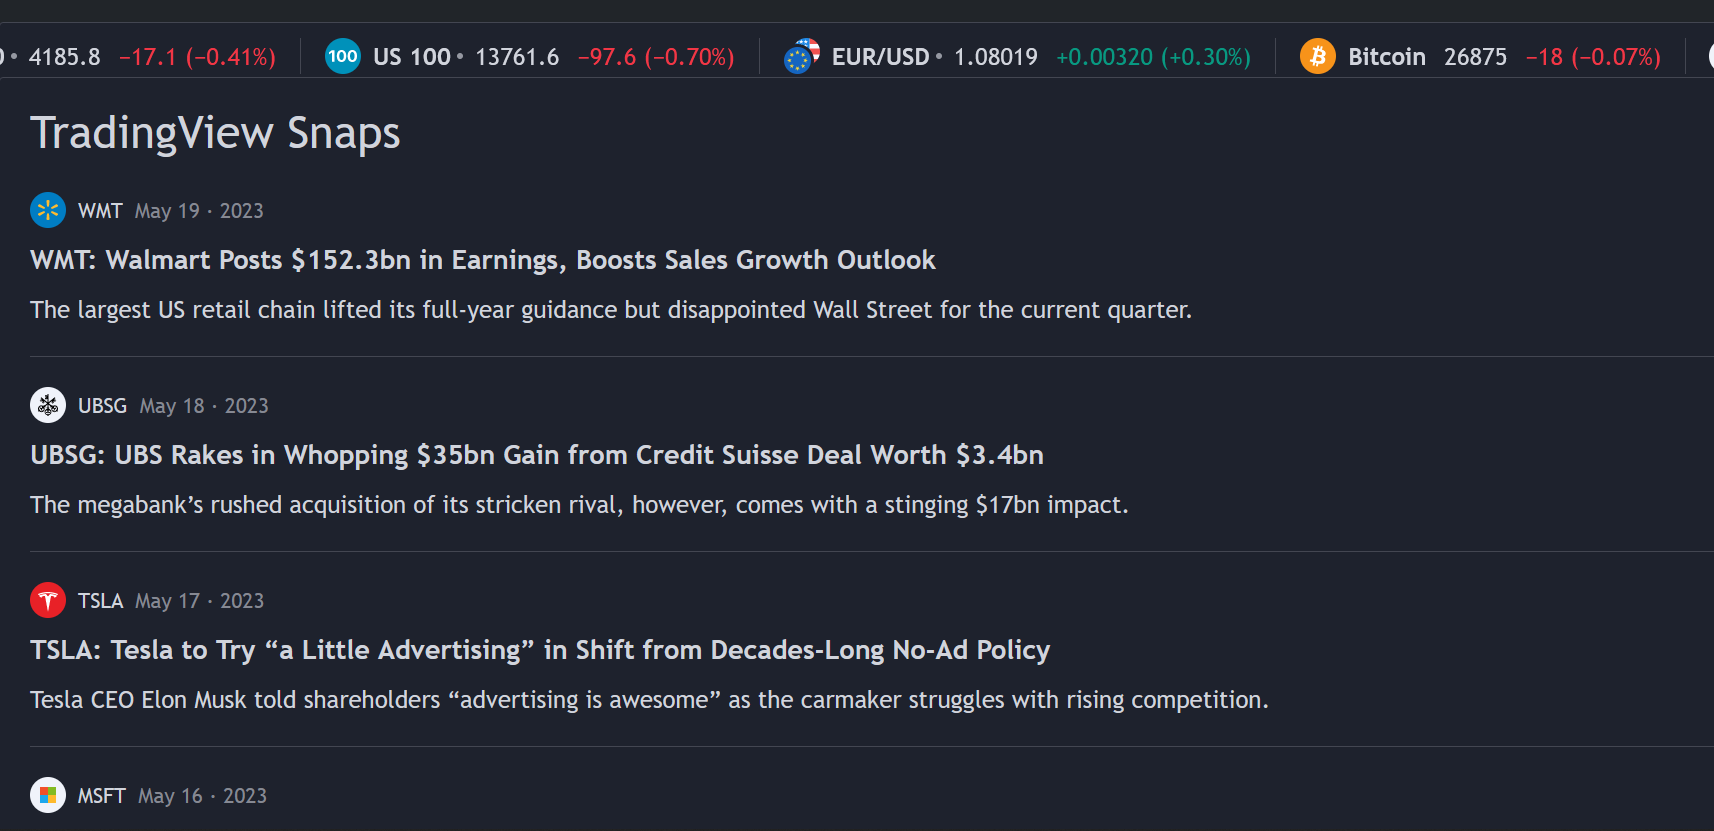 4185.8 −17.1 (−0.41%) 100 US 100 • 13761.6 −97.6 (−0.70%) EUR/USD • 1.08019 +0.00320 (+0.30%) Bitcoin 26875 −18 (−0.07%)
TradingView Snaps
WMT May 19 · 2023
WMT: Walmart Posts $152.3bn in Earnings, Boosts Sales Growth Outlook
The largest US retail chain lifted its full-year guidance but disappointed Wall Street for the current quarter.
UBSG May 18 · 2023
UBSG: UBS Rakes in Whopping $35bn Gain from Credit Suisse Deal Worth $3.4bn
The megabank’s rushed acquisition of its stricken rival, however, comes with a stinging $17bn impact.
TSLA May 17 · 2023
TSLA: Tesla to Try “a Little Advertising” in Shift from Decades-Long No-Ad Policy
Tesla CEO Elon Musk told shareholders “advertising is awesome” as the carmaker struggles with rising competition.
MSFT May 16 · 2023